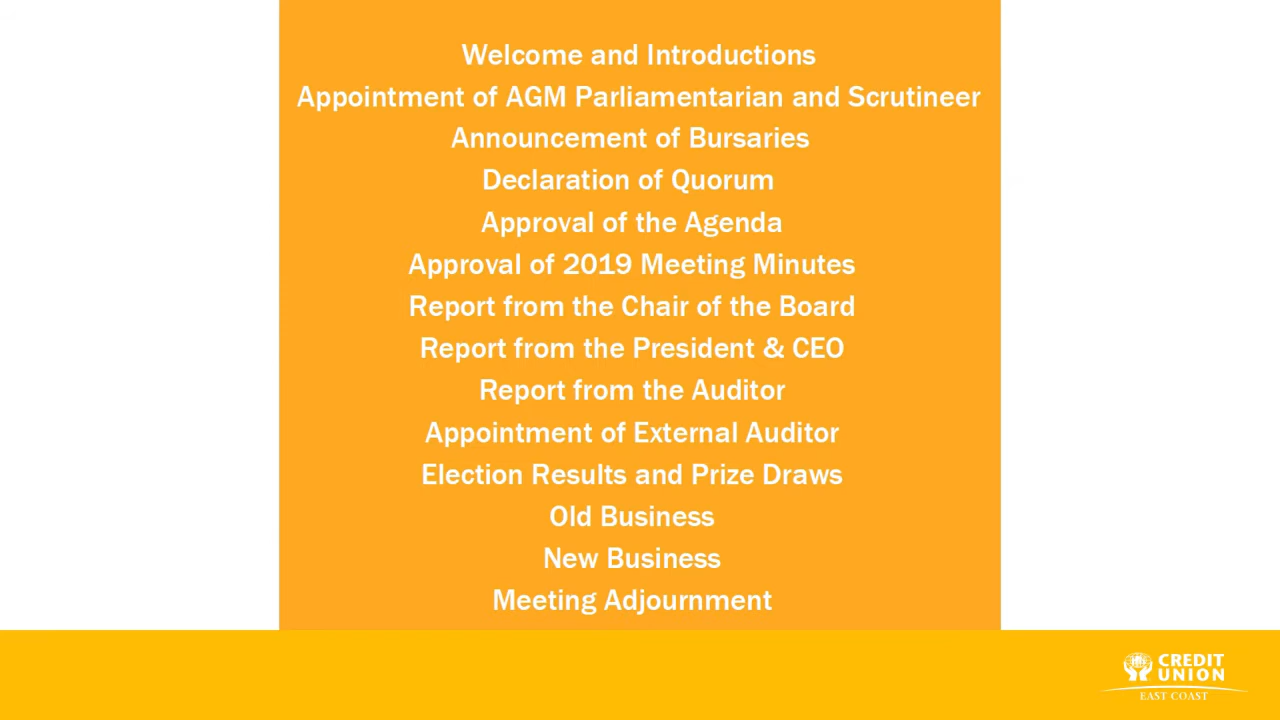 Welcome and Introductions
Appointment of AGM Parliamentarian and Scrutineer
Announcement of Bursaries
Declaration of Quorum
Approval of the Agenda
Approval of 2019 Meeting Minutes
Report from the Chair of the Board
Report from the President & CEO
Report from the Auditor
Appointment of External Auditor
Election Results and Prize Draws
Old Business
New Business
Meeting Adjournment
CREDIT
UNION
EAST COAST